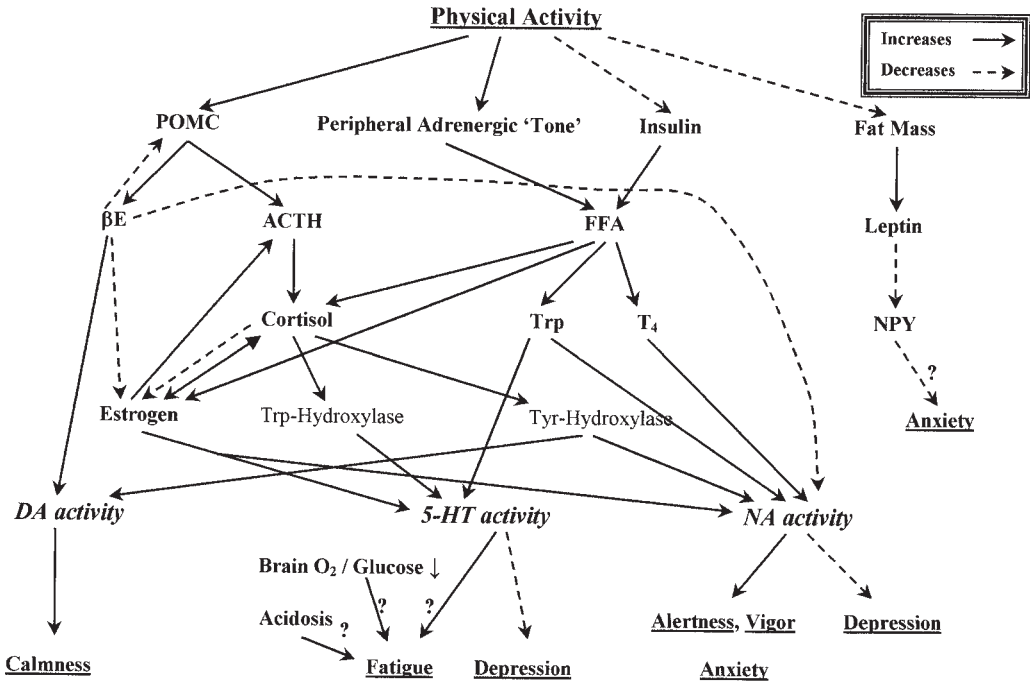 Physical Activity
Increases
Decreases
POMC
Peripheral Adrenergic ‘Tone’
Insulin
Fat Mass
βE
ACTH
FFA
Leptin
Cortisol
Trp
T₄
NPY
?
Estrogen
Trp-Hydroxylase
Tyr-Hydroxylase
Anxiety
DA activity
5-HT activity
NA activity
Brain O₂ / Glucose ↓
? ?
Acidosis ?
Alertness, Vigor
Depression
Calmness
Fatigue
Depression
Anxiety